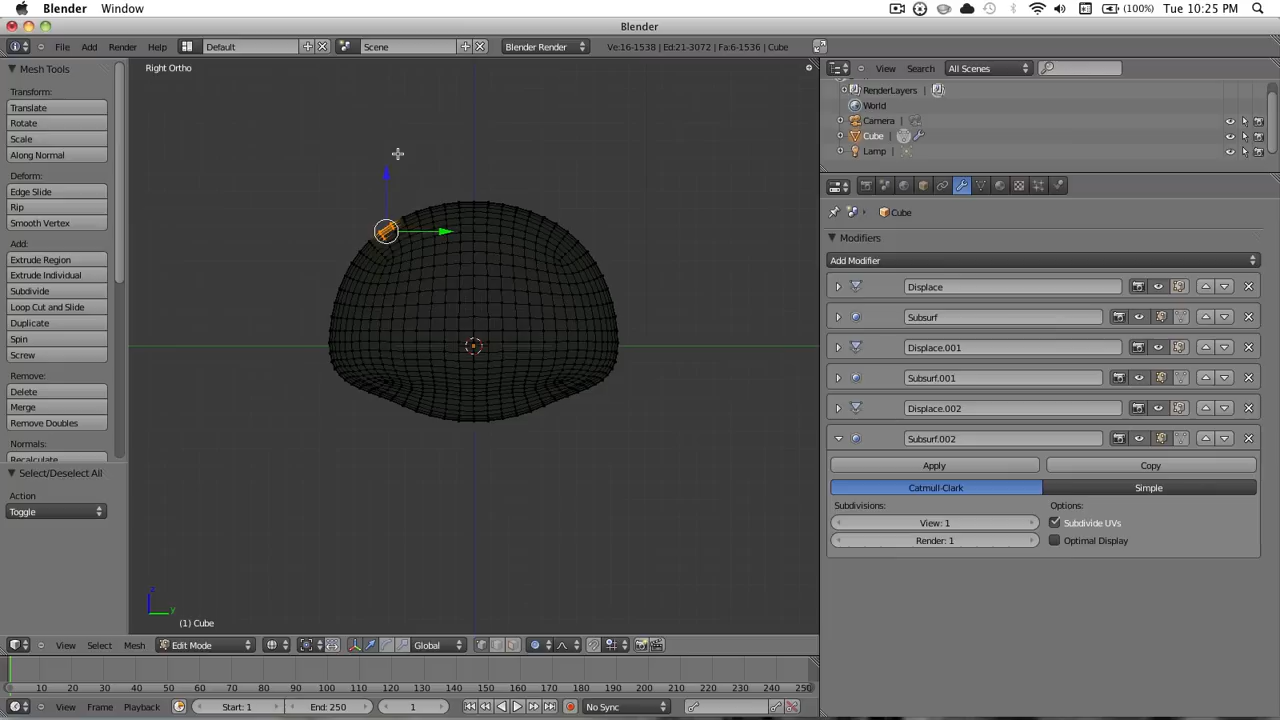 Blender Window (100%) Tue 10:25 PM
Blender
File Add Render Help Default Scene Blender Render Ve:16-1538 | Ed:21-3072 | Fa:6-1536 | Cube
Mesh Tools
Transform:
Translate
Rotate
Scale
Along Normal
Deform:
Edge Slide
Rip
Smooth Vertex
Add:
Extrude Region
Extrude Individual
Subdivide
Loop Cut and Slide
Duplicate
Spin
Screw
Remove:
Delete
Merge
Remove Doubles
Normals:
Recalculate
Select/Deselect All
Action
Toggle
Right Ortho
z
y
(1) Cube
View Search All Scenes
RenderLayers |
World
Camera |
Cube |
Lamp |
Cube
Modifiers
Add Modifier
Displace
Subsurf
Displace.001
Subsurf.001
Displace.002
Subsurf.002
Apply Copy
Catmull-Clark Simple
Subdivisions: Options:
View: 1 Subdivide UVs
Render: 1 Optimal Display
View Select Mesh Edit Mode Global
0 10 20 30 40 50 60 70 80 90 100 110 120 130 140 150 160 170 180 190 200 210 220 230 240 250
View Frame Playback Start: 1 End: 250 1 No Sync